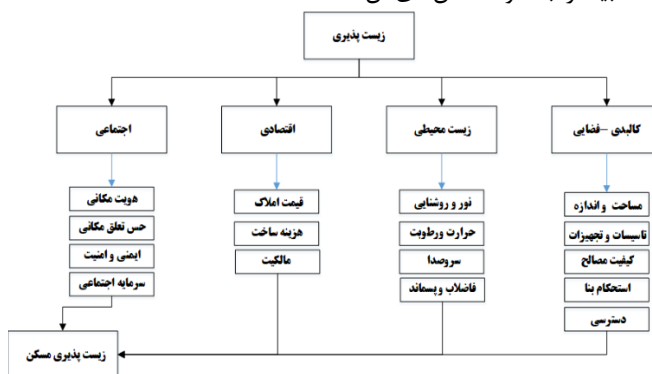 زیست پذیری
کالبدی -فضایی
زیست محیطی
اقتصادی
اجتماعی
مساحت و اندازه
تاسیسات و تجهیزات
کیفیت مصالح
استحکام بنا
دسترسی
نور و روشنایی
حرارت ورطوبت
سروصدا
فاضلاب و پسماند
قیمت املاک
هزینه ساخت
مالکیت
هویت مکانی
حس تعلق مکانی
ایمنی و امنیت
سرمایه اجتماعی
زیست پذیری مسکن